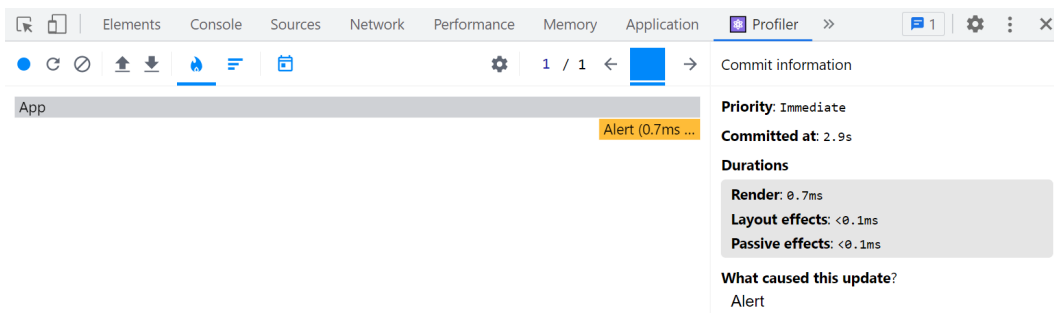 Elements Console Sources Network Performance Memory Application Profiler » 1
1 / 1
Commit information
App
Alert (0.7ms ...
Priority: Immediate
Committed at: 2.9s
Durations
Render: 0.7ms
Layout effects: <0.1ms
Passive effects: <0.1ms
What caused this update?
Alert